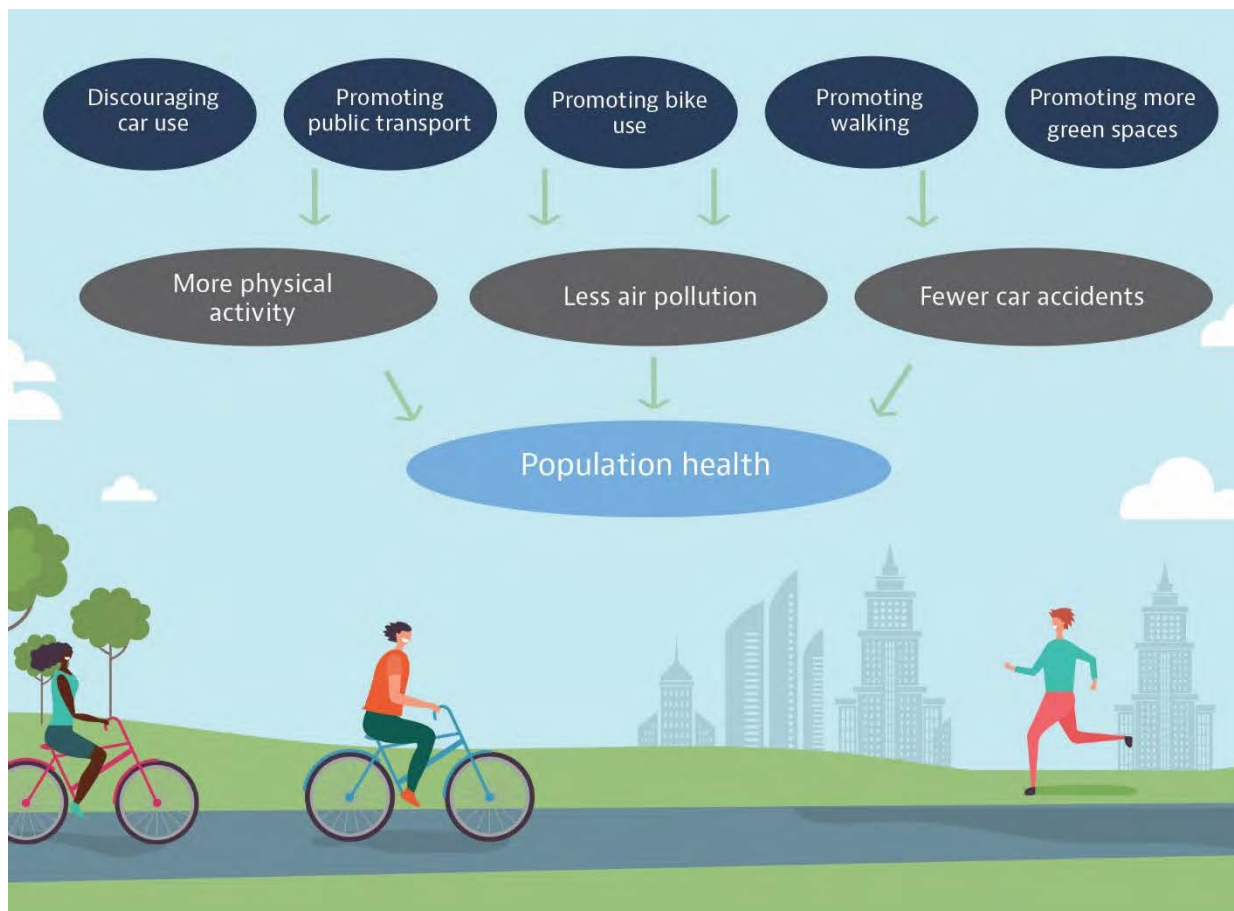 Discouraging
car use
Promoting
public transport
Promoting bike
use
Promoting
walking
Promoting more
green spaces
More physical
activity
Less air pollution
Fewer car accidents
Population health